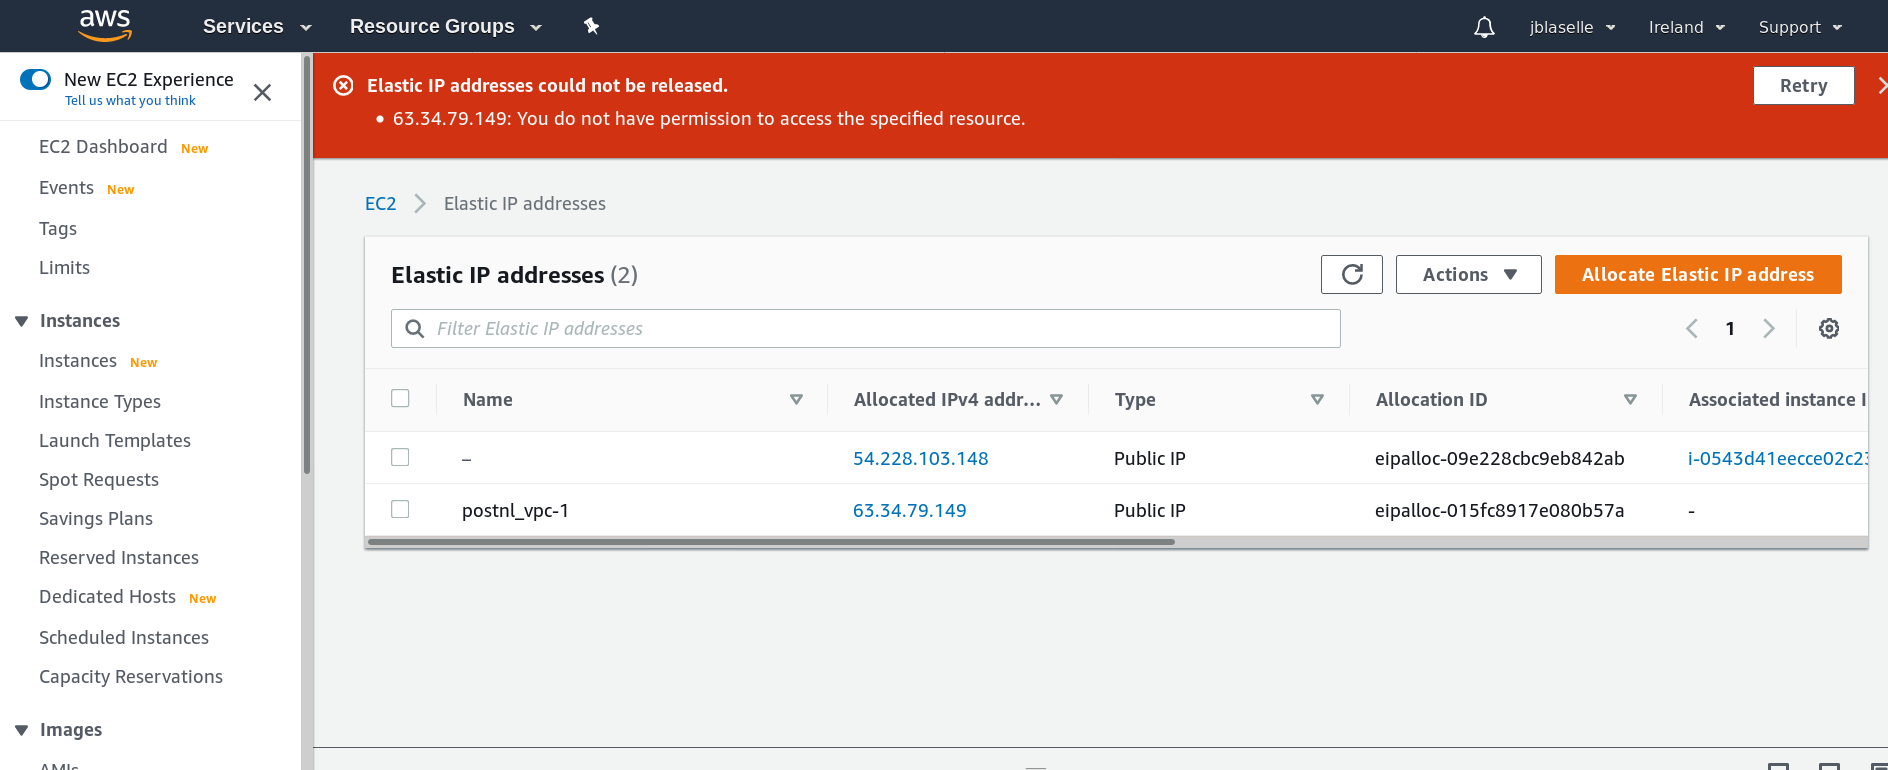 aws
Services
Resource Groups
jblaselle
Ireland
Support
New EC2 Experience
Tell us what you think
EC2 Dashboard New
Events New
Tags
Limits
Instances
Instances New
Instance Types
Launch Templates
Spot Requests
Savings Plans
Reserved Instances
Dedicated Hosts New
Scheduled Instances
Capacity Reservations
Images
AMIs
Elastic IP addresses could not be released.
• 63.34.79.149: You do not have permission to access the specified resource.
Retry
EC2 > Elastic IP addresses
Elastic IP addresses (2)
Actions
Allocate Elastic IP address
Filter Elastic IP addresses
1
Name Allocated IPv4 addr... Type Allocation ID Associated instance I
– 54.228.103.148 Public IP eipalloc-09e228cbc9eb842ab i-0543d41eecce02c23
postnl_vpc-1 63.34.79.149 Public IP eipalloc-015fc8917e080b57a -